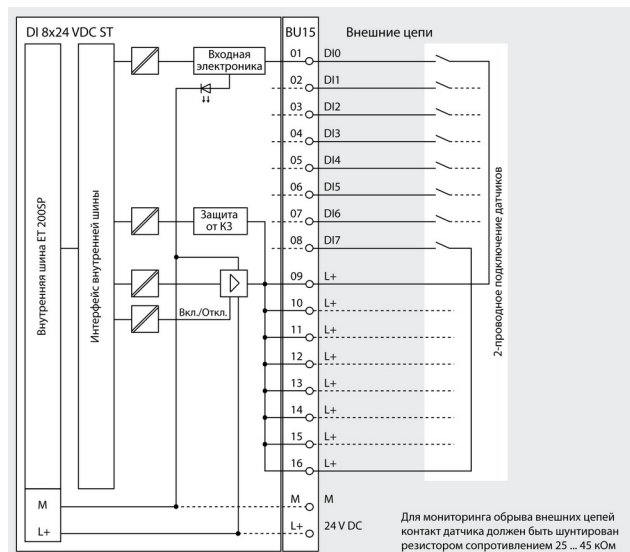 DI 8x24 VDC ST
BU15
Внешние цепи
Входная
электроника
01
DI0
02
DI1
03
DI2
04
DI3
05
DI4
06
DI5
Защита
от КЗ
07
DI6
08
DI7
09
L+
10
L+
Вкл./Откл.
11
L+
12
L+
13
L+
14
L+
15
L+
16
L+
Внутренняя шина ET 200SP
Интерфейс внутренней шины
2-проводное подключение датчиков
M
M
M
L+
L+
24 V DC
Для мониторинга обрыва внешних цепей
контакт датчика должен быть шунтирован
резистором сопротивлением 25 ... 45 кОм